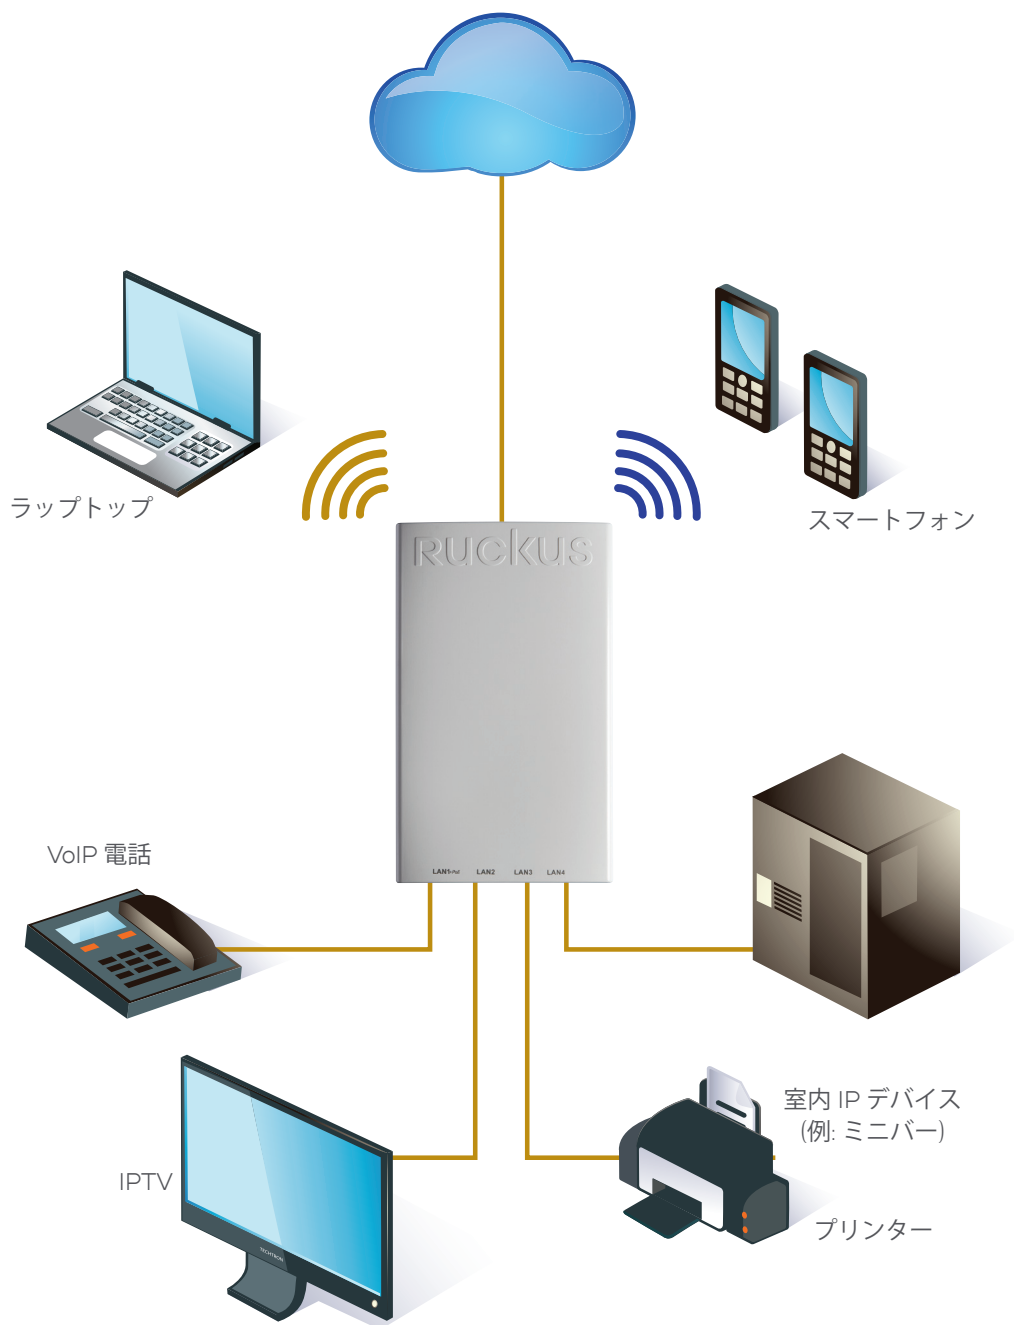 ラップトップ
スマートフォン
RUCKUS
LAN1-PoE LAN2 LAN3 LAN4
VoIP 電話
室内 IP デバイス
(例: ミニバー)
IPTV
プリンター
TECHTRON